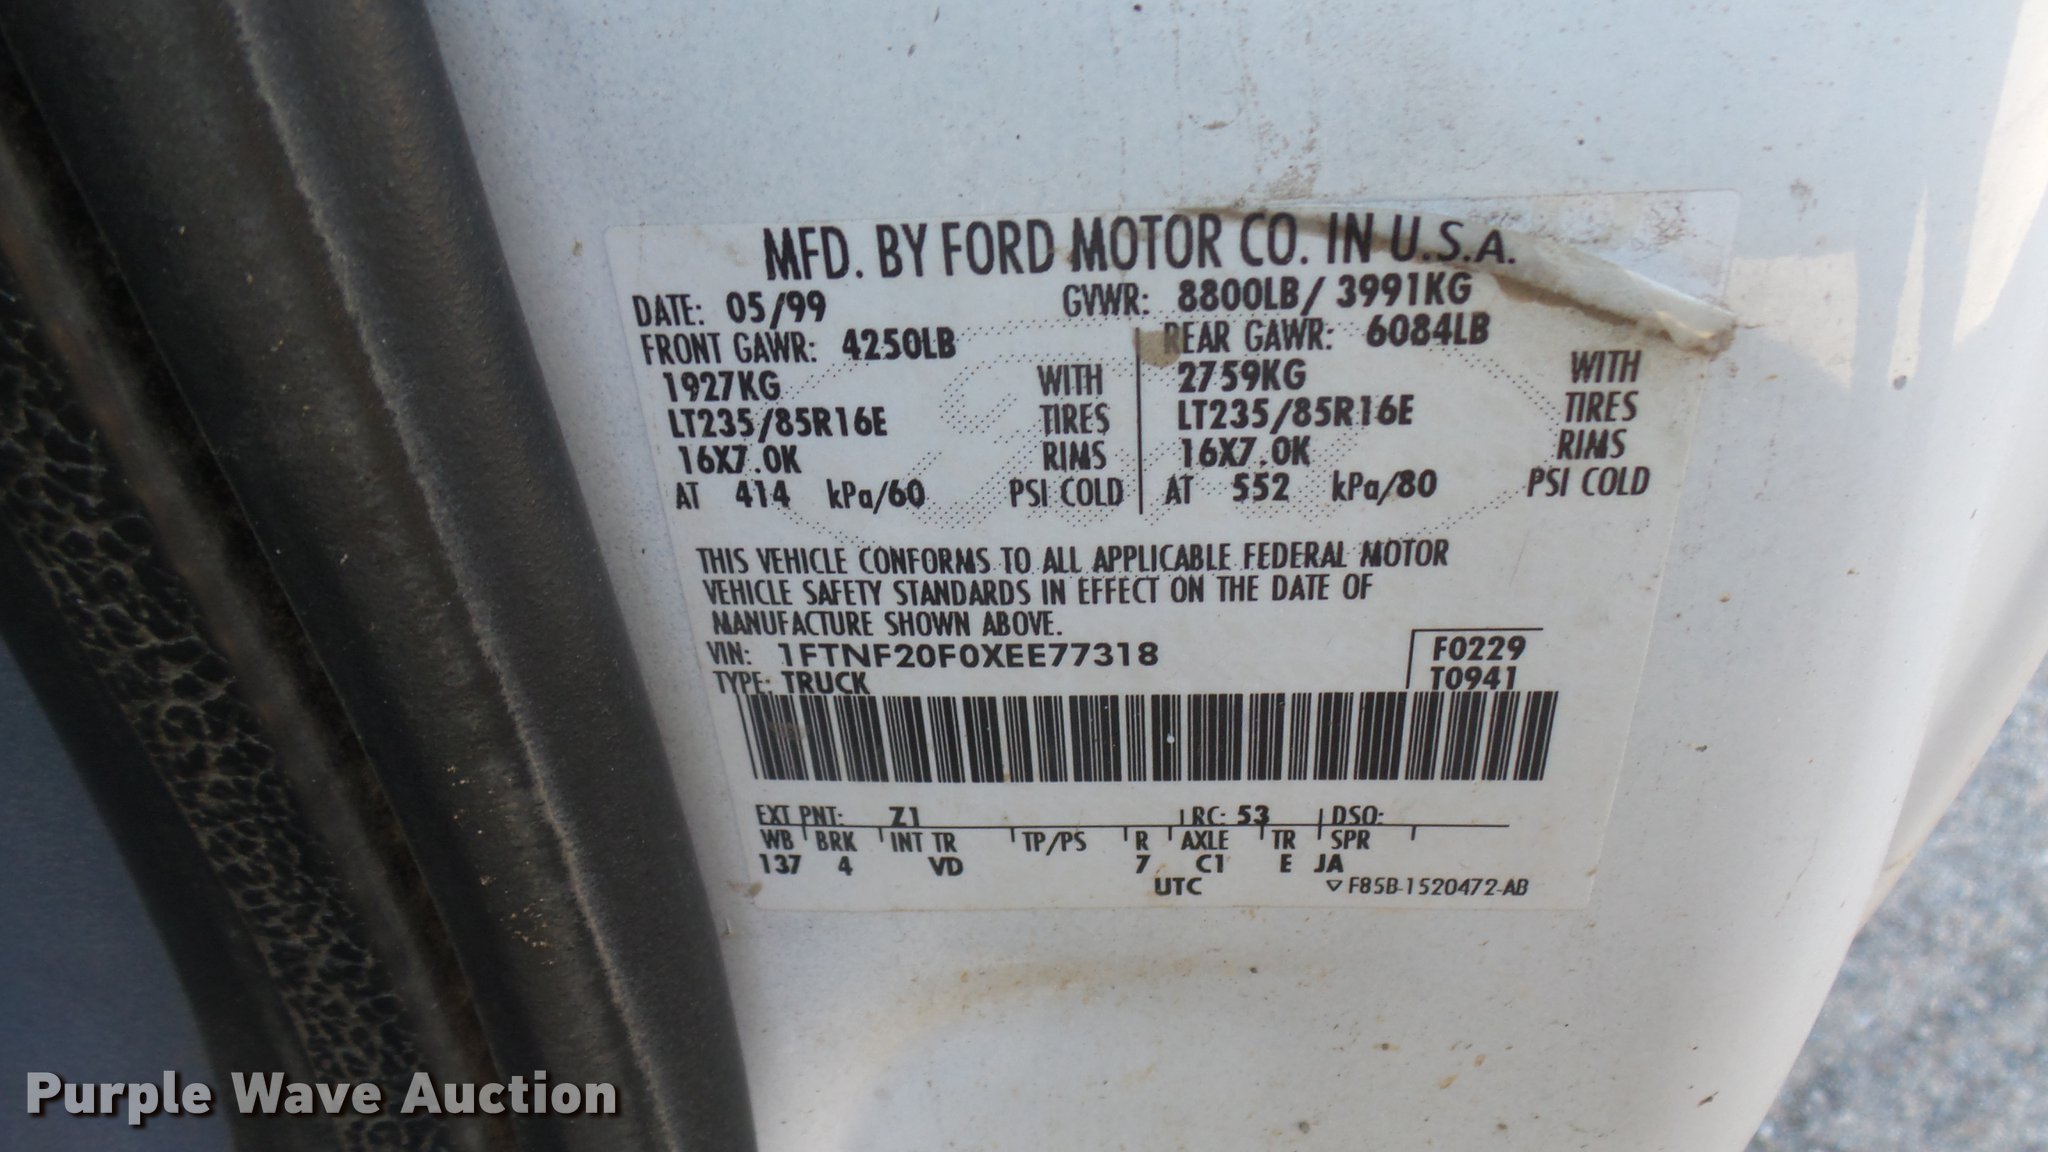 MFD. BY FORD MOTOR CO. IN U.S.A.
DATE: 05/99 GVWR: 8800LB/ 3991KG
FRONT GAWR: 4250LB REAR GAWR: 6084LB
1927KG WITH 2759KG WITH
LT235/85R16E TIRES LT235/85R16E TIRES
16X7.0K RIMS 16X7.0K RIMS
AT 414 kPa/60 PSI COLD AT 552 kPa/80 PSI COLD
THIS VEHICLE CONFORMS TO ALL APPLICABLE FEDERAL MOTOR
VEHICLE SAFETY STANDARDS IN EFFECT ON THE DATE OF
MANUFACTURE SHOWN ABOVE.
VIN: 1FTNF20F0XEE77318 F0229
TYPE: TRUCK T0941
EXT PNT: Z1 RC: 53 DSO:
WB BRK INT TR TP/PS R AXLE TR SPR
137 4 VD 7 C1 E JA
UTC ▽ F85B-1520472-AB
Purple Wave Auction